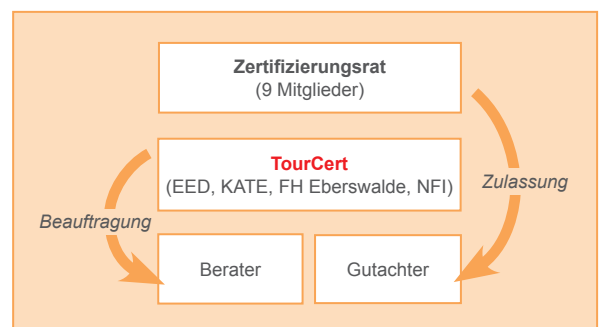 Zertifizierungsrat
(9 Mitglieder)
TourCert
(EED, KATE, FH Eberswalde, NFI)
Zulassung
Beauftragung
Berater
Gutachter